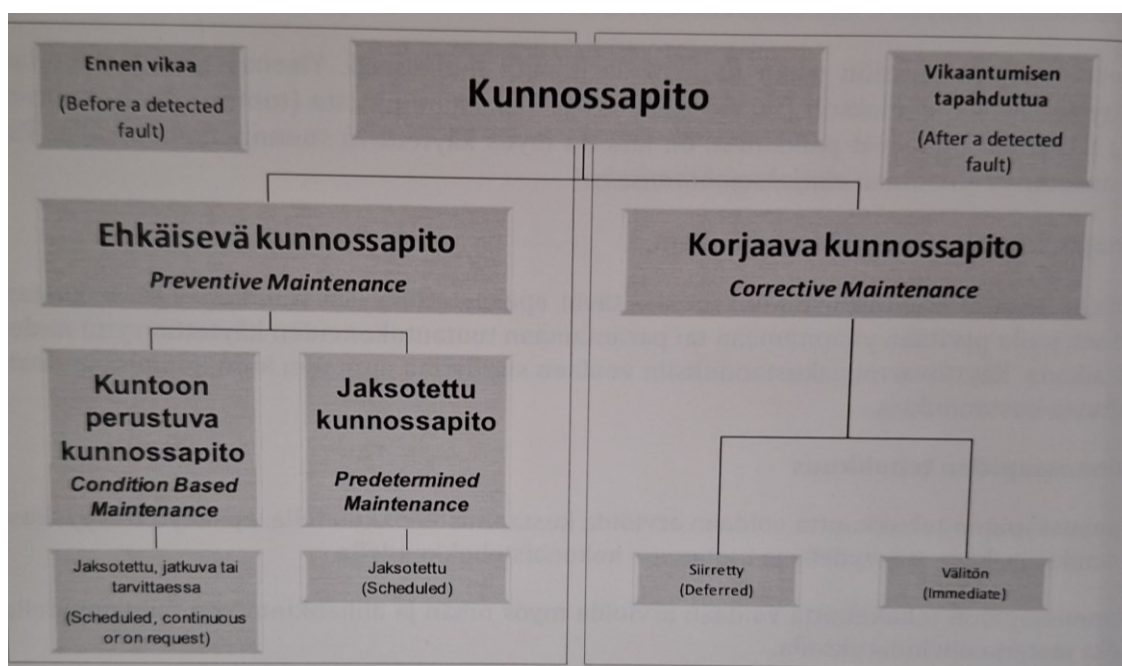 Ennen vikaa
(Before a detected
fault)
Kunnossapito
Vikaantumisen
tapahduttua
(After a detected
fault)
Ehkäisevä kunnossapito
Preventive Maintenance
Korjaava kunnossapito
Corrective Maintenance
Kuntoon
perustuva
kunnossapito
Condition Based
Maintenance
Jaksotettu
kunnossapito
Predetermined
Maintenance
Jaksotettu, jatkuva tai
tarvittaessa
(Scheduled, continuous
or on request)
Jaksotettu
(Scheduled)
Siirretty
(Deferred)
Välitön
(Immediate)